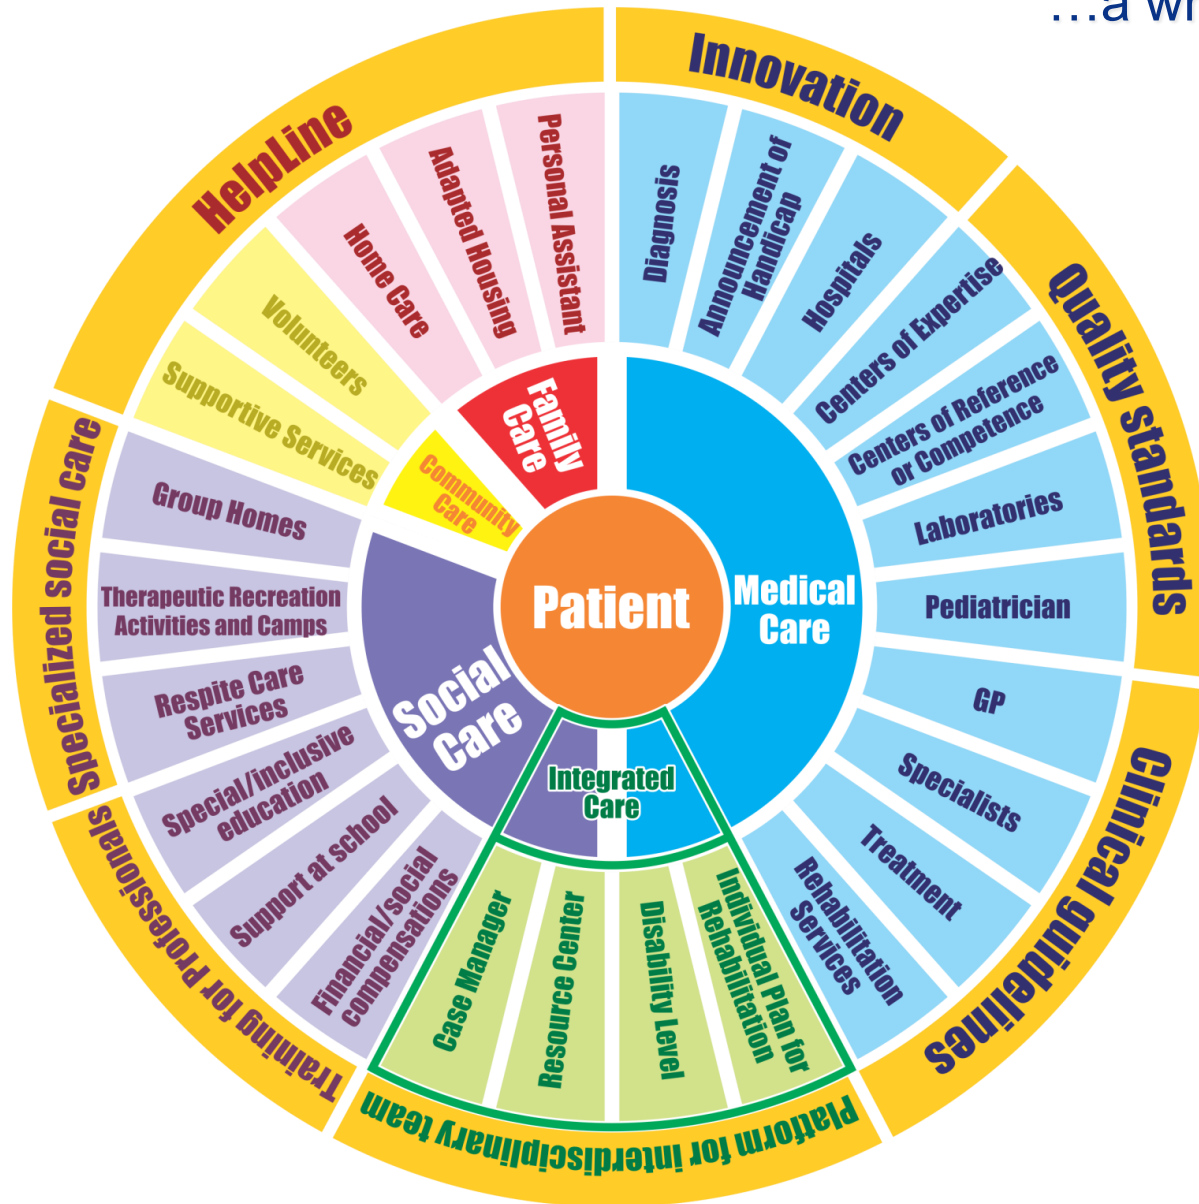 …a
Innovation
HelpLine
Quality Standards
Specialized social care
Clinical guidelines
Training for Professionals
Platform for interdisciplinary team
Diagnosis
Announcement of
Handicap
Hospitals
Centers of Expertise
Centers of Reference
or Competence
Laboratories
Pediatrician
GP
Specialists
Treatment
Rehabilitation
Services
Individual Plan for
Rehabilitation
Disability Level
Resource Center
Case Manager
Financial/social
compensations
Support at school
Special/inclusive
education
Respite Care
Services
Therapeutic Recreation
Activities and Camps
Group Homes
Supportive Services
Volunteers
Home Care
Adapted Housing
Personal Assistant
Family
Care
Community
Care
Social
Care
Integrated
Care
Medical
Care
Patient